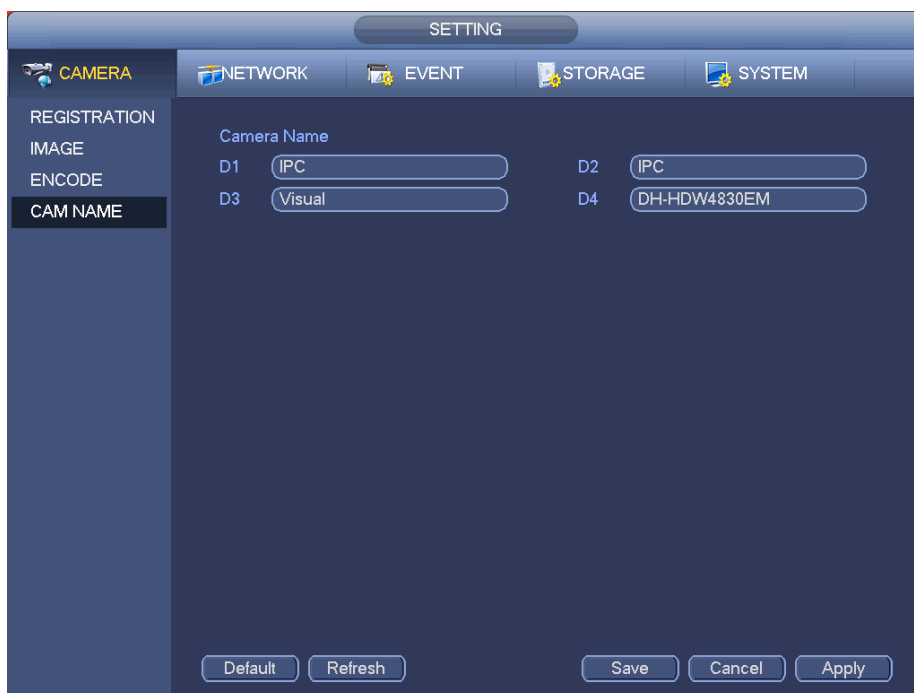 SETTING
CAMERA NETWORK EVENT STORAGE SYSTEM
REGISTRATION
IMAGE
ENCODE
CAM NAME
Camera Name
D1 IPC D2 IPC
D3 Visual D4 DH-HDW4830EM
Default Refresh Save Cancel Apply